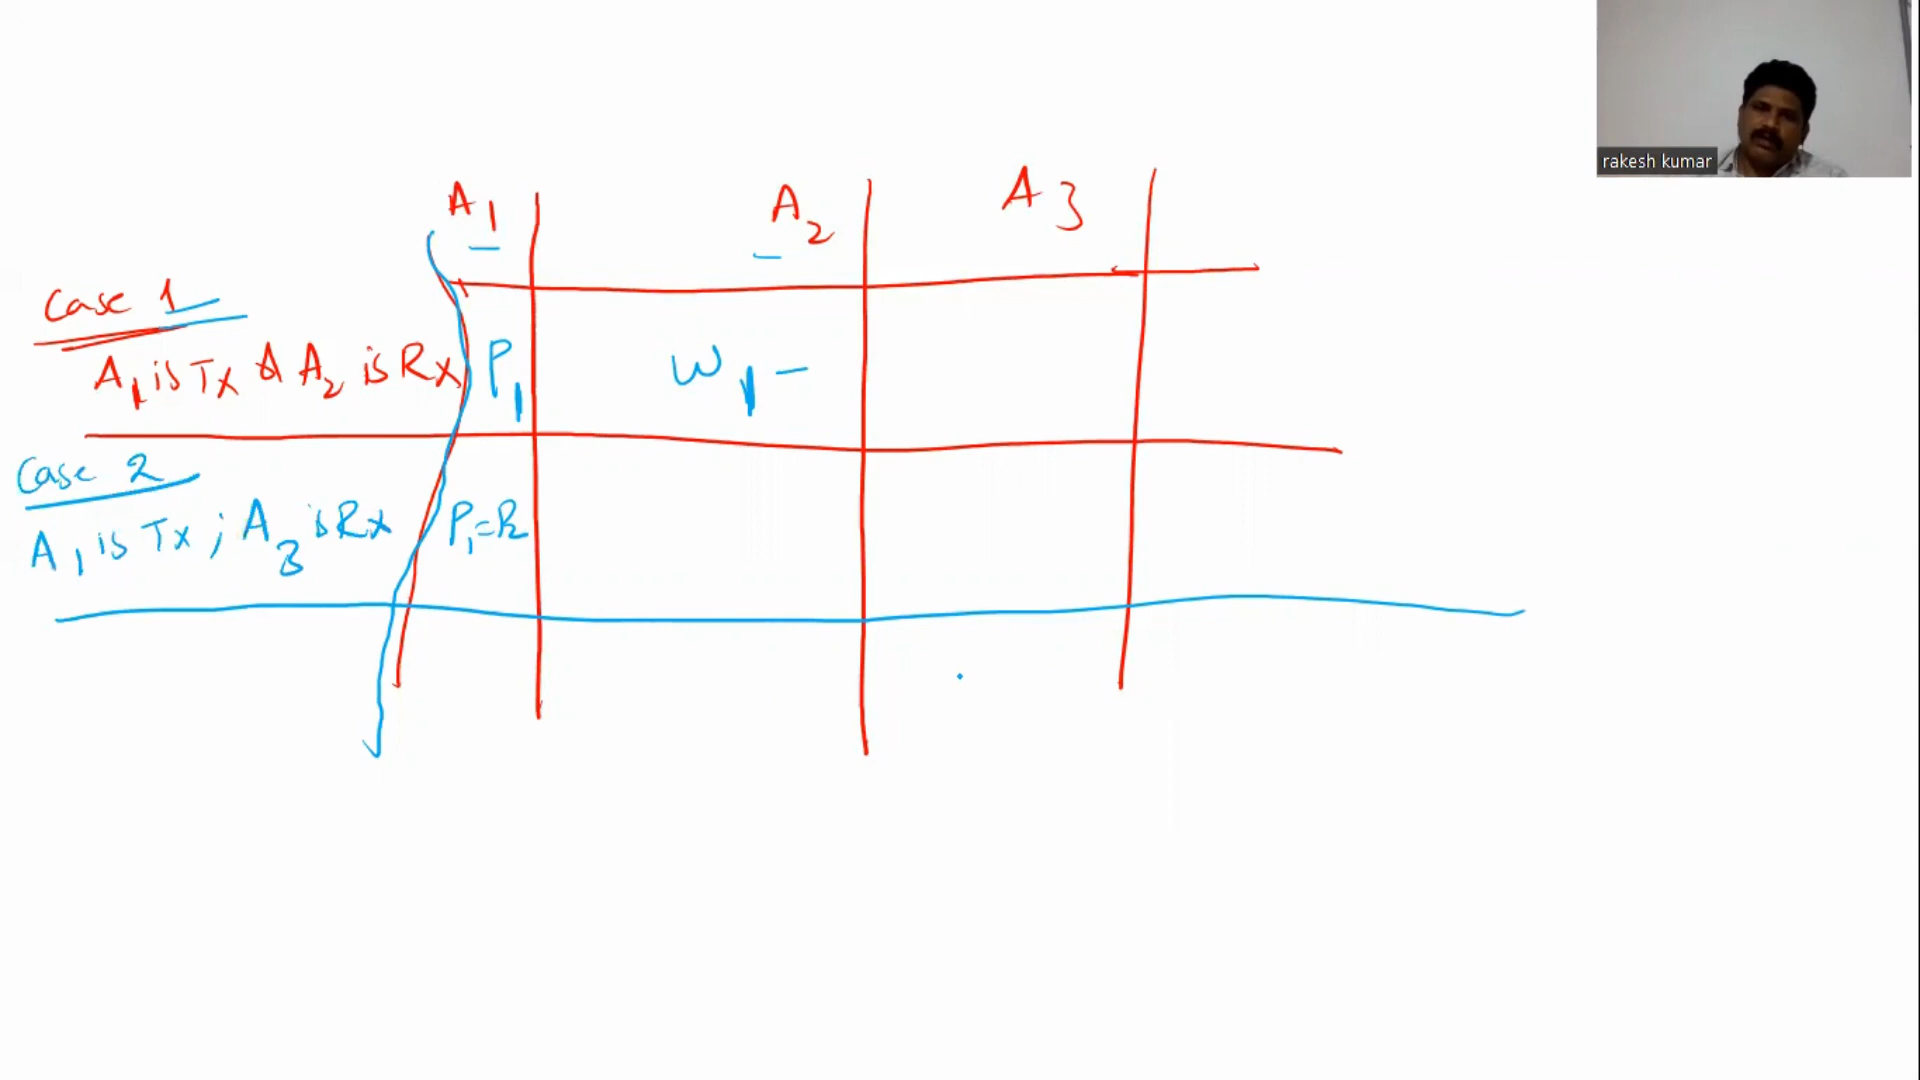 rakesh kumar
A1 A2 A3
Case 1
A1 is Tx & A2 is Rx P1 W1 -
Case 2
A1 is Tx ; A3 is Rx P1=P2